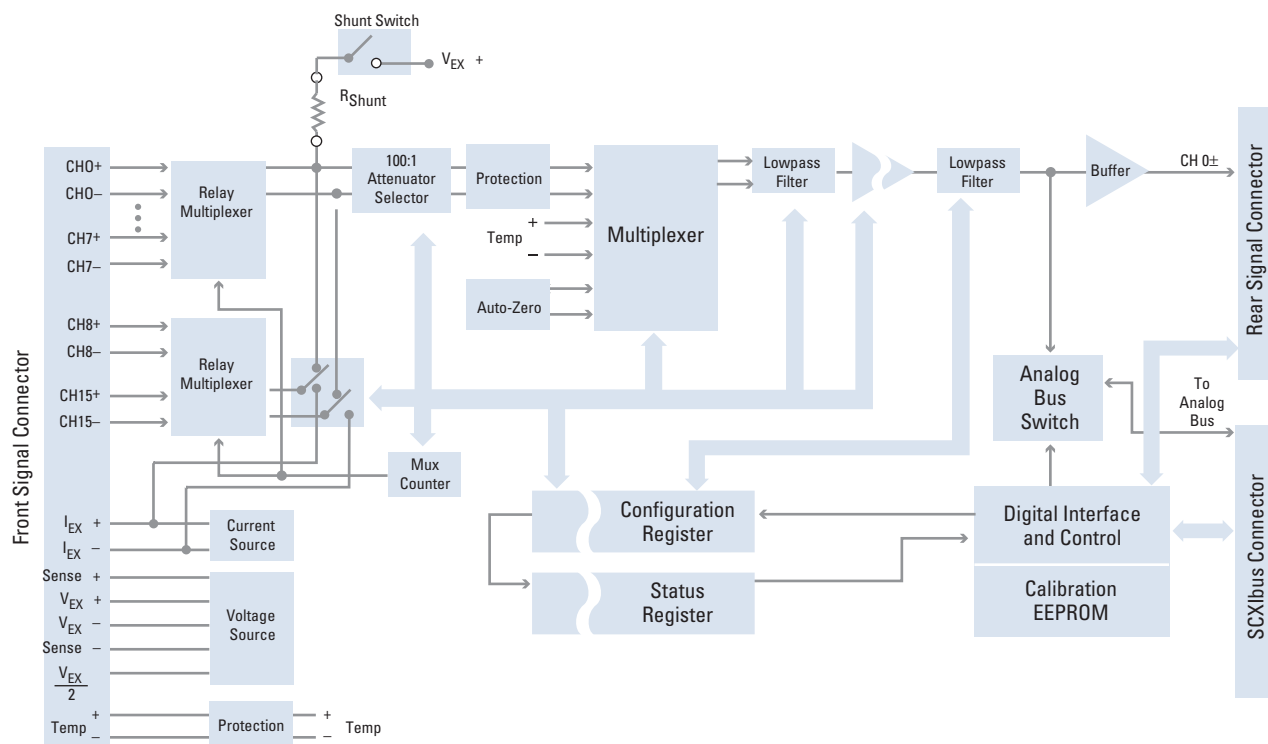 Shunt Switch
VEX +
RShunt
Front Signal Connector
CH0+
CH0–
CH7+
CH7–
CH8+
CH8–
CH15+
CH15–
IEX +
IEX –
Sense +
VEX +
VEX –
Sense –
VEX
2
Temp
+
–
Relay
Multiplexer
Relay
Multiplexer
100:1
Attenuator
Selector
Protection
+
Temp
–
Auto-Zero
Multiplexer
Lowpass
Filter
Lowpass
Filter
Buffer
CH 0±
Rear Signal Connector
Mux
Counter
Current
Source
Voltage
Source
Protection
+
–
Temp
Configuration
Register
Status
Register
Analog
Bus
Switch
To
Analog
Bus
Digital Interface
and Control
Calibration
EEPROM
SCXIbus Connector